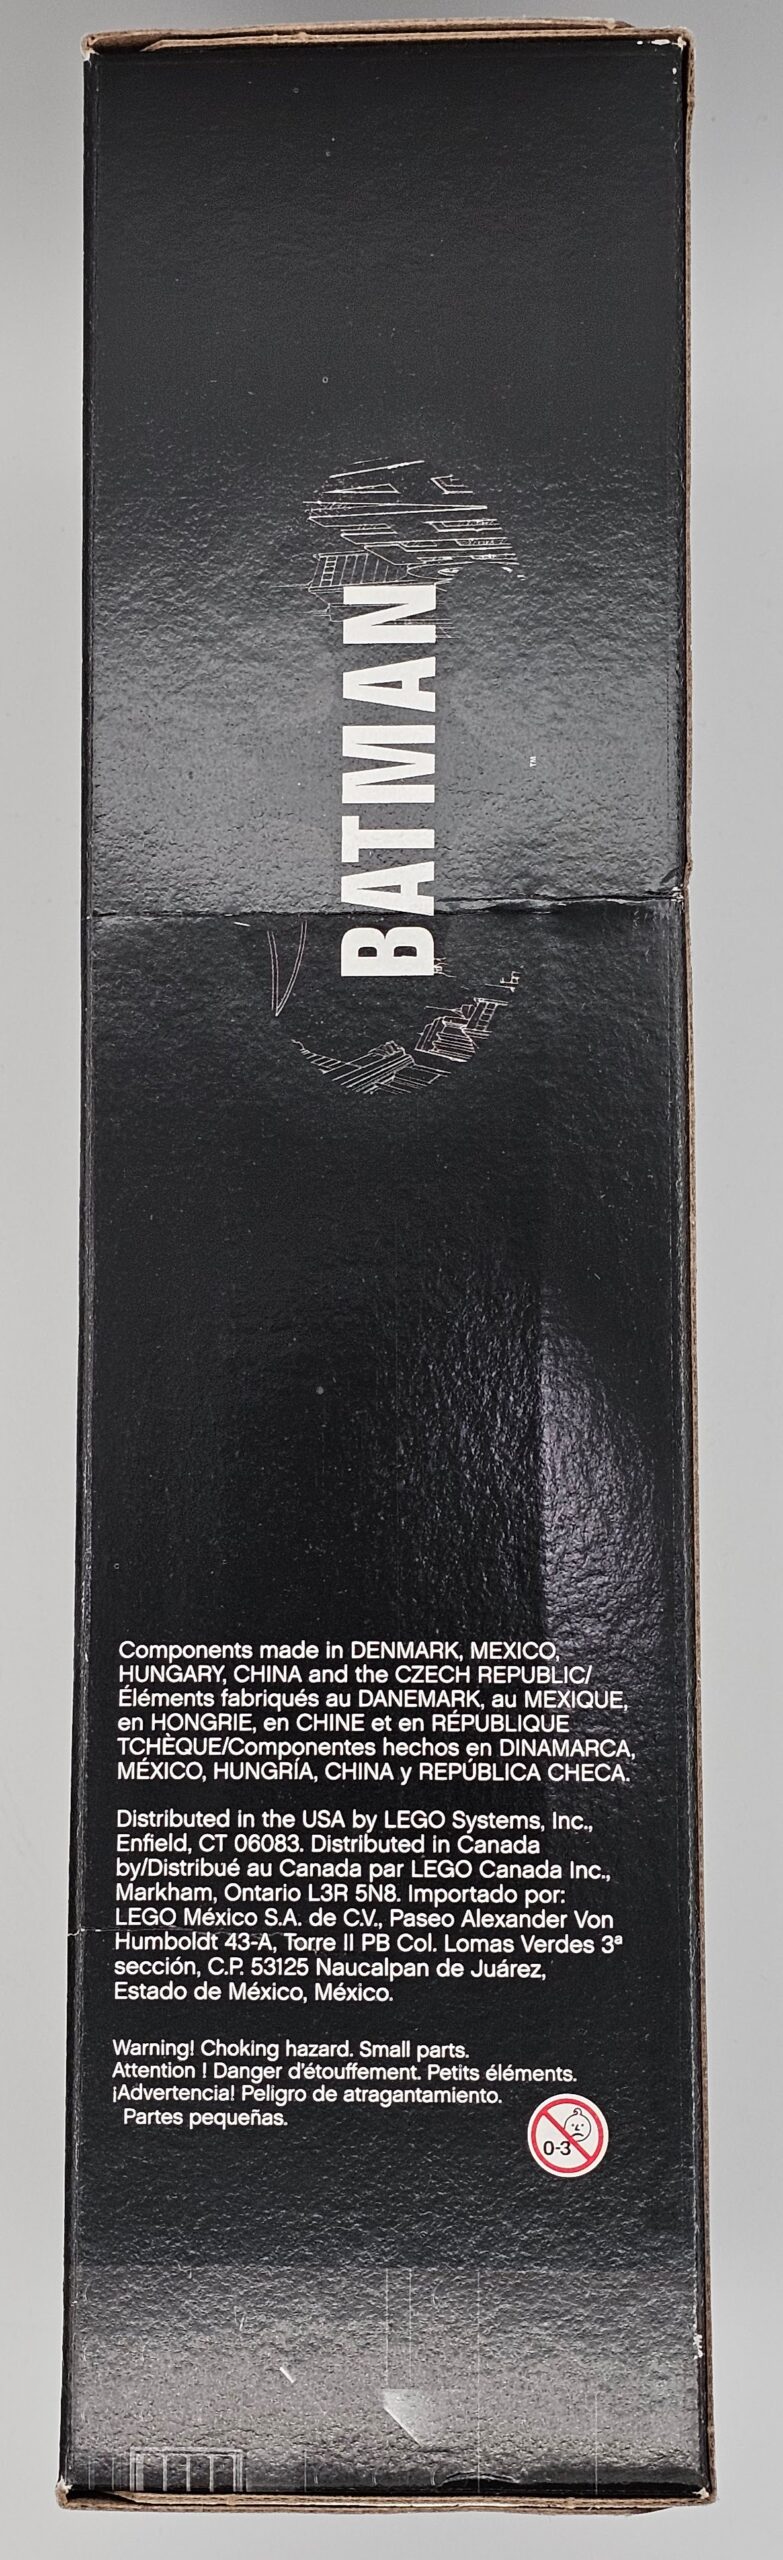 BATMAN
™
Components made in DENMARK, MEXICO,
HUNGARY, CHINA and the CZECH REPUBLIC/
Éléments fabriqués au DANEMARK, au MEXIQUE,
en HONGRIE, en CHINE et en RÉPUBLIQUE
TCHÈQUE/Componentes hechos en DINAMARCA,
MÉXICO, HUNGRÍA, CHINA y REPÚBLICA CHECA.
Distributed in the USA by LEGO Systems, Inc.,
Enfield, CT 06083. Distributed in Canada
by/Distribué au Canada par LEGO Canada Inc.,
Markham, Ontario L3R 5N8. Importado por:
LEGO México S.A. de C.V., Paseo Alexander Von
Humboldt 43-A, Torre II PB Col. Lomas Verdes 3ª
sección, C.P. 53125 Naucalpan de Juárez,
Estado de México, México.
Warning! Choking hazard. Small parts.
Attention ! Danger d'étouffement. Petits éléments.
¡Advertencia! Peligro de atragantamiento.
Partes pequeñas.
0-3